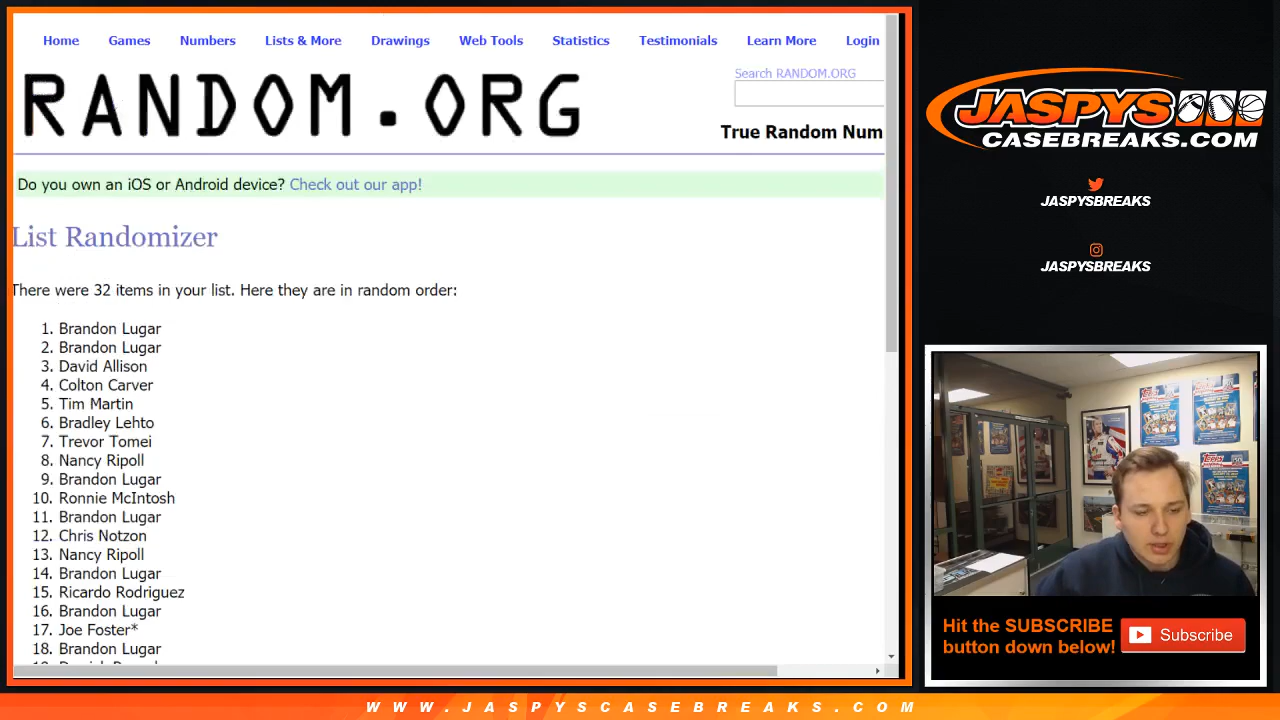 Home Games Numbers Lists & More Drawings Web Tools Statistics Testimonials Learn More Login
RANDOM.ORG
Search RANDOM.ORG
True Random Num
Do you own an iOS or Android device? Check out our app!
List Randomizer
There were 32 items in your list. Here they are in random order:
1. Brandon Lugar
2. Brandon Lugar
3. David Allison
4. Colton Carver
5. Tim Martin
6. Bradley Lehto
7. Trevor Tomei
8. Nancy Ripoll
9. Brandon Lugar
10. Ronnie McIntosh
11. Brandon Lugar
12. Chris Notzon
13. Nancy Ripoll
14. Brandon Lugar
15. Ricardo Rodriguez
16. Brandon Lugar
17. Joe Foster*
18. Brandon Lugar
JASPYS
CASEBREAKS.COM
JASPYSBREAKS
JASPYSBREAKS
Topps
Hit the SUBSCRIBE
button down below!
Subscribe
WWW.JASPYSCASEBREAKS.COM